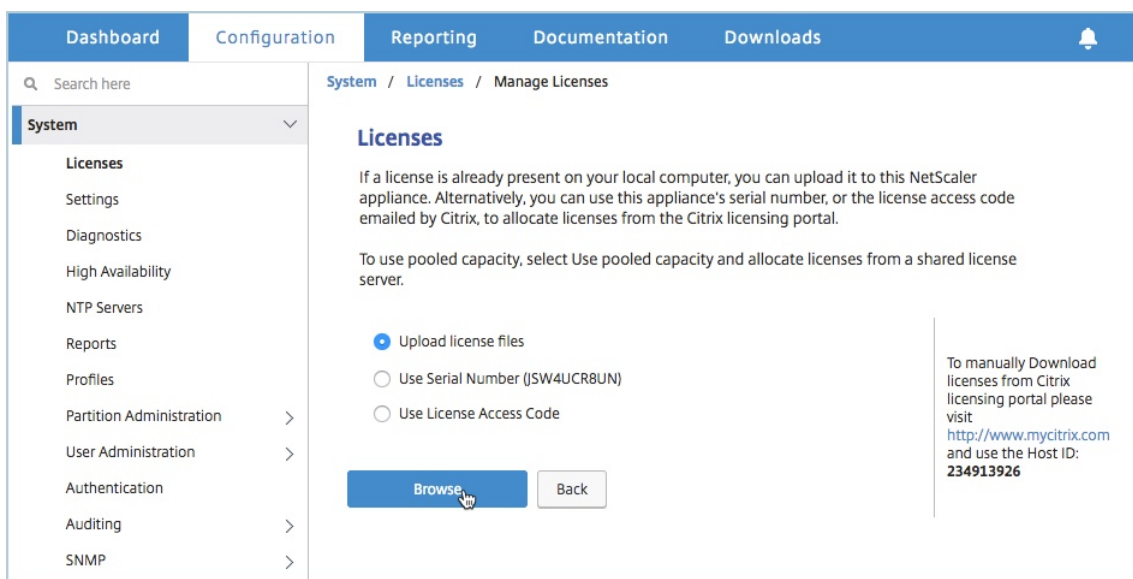 Dashboard Configuration Reporting Documentation Downloads
Search here
System
Licenses
Settings
Diagnostics
High Availability
NTP Servers
Reports
Profiles
Partition Administration
User Administration
Authentication
Auditing
SNMP
System / Licenses / Manage Licenses
Licenses
If a license is already present on your local computer, you can upload it to this NetScaler
appliance. Alternatively, you can use this appliance's serial number, or the license access code
emailed by Citrix, to allocate licenses from the Citrix licensing portal.
To use pooled capacity, select Use pooled capacity and allocate licenses from a shared license
server.
Upload license files
Use Serial Number (JSW4UCR8UN)
Use License Access Code
Browse Back
To manually Download
licenses from Citrix
licensing portal please
visit
http://www.mycitrix.com
and use the Host ID:
234913926